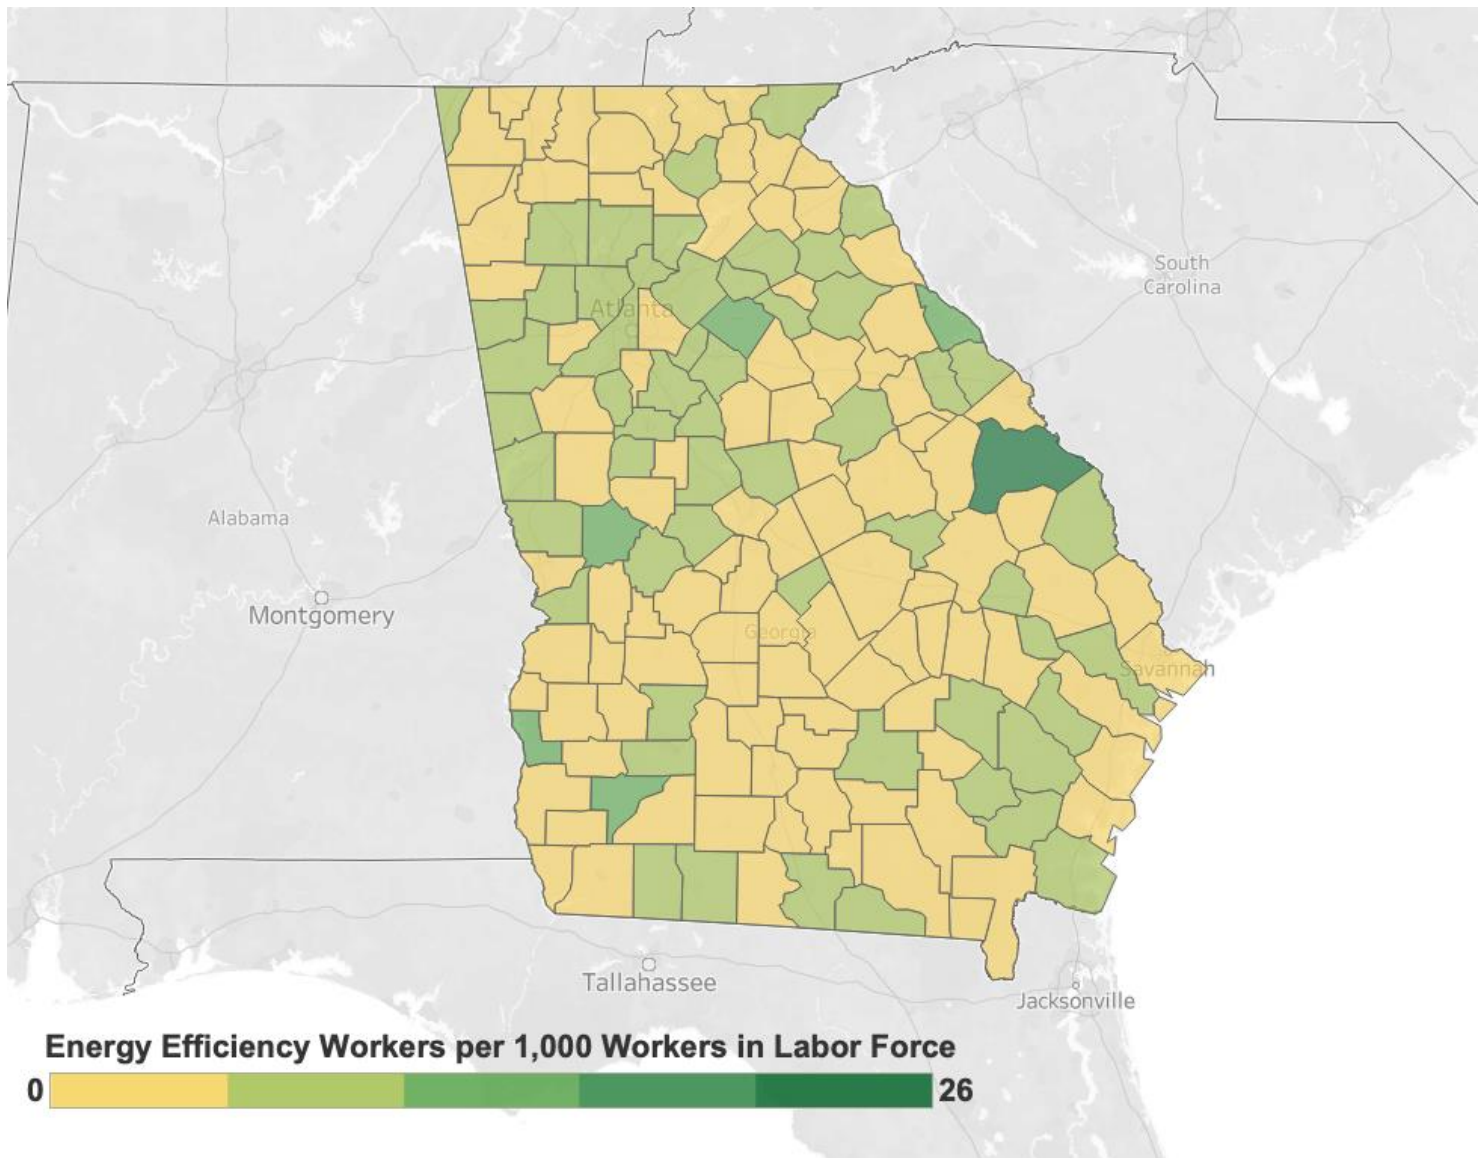 Atlanta
South
Carolina
Alabama
Montgomery
Georgia
Savannah
Tallahassee
Jacksonville
Energy Efficiency Workers per 1,000 Workers in Labor Force
0 26